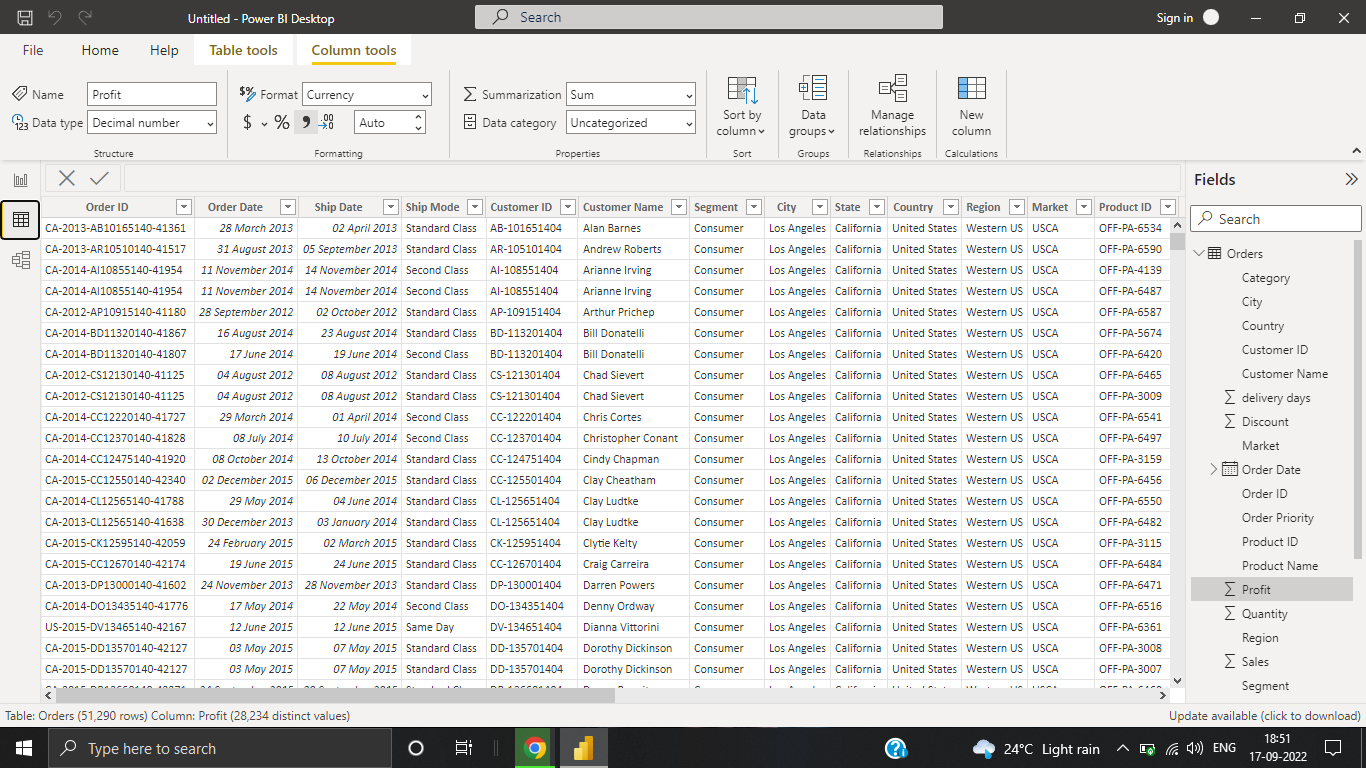 Untitled - Power BI Desktop
Search
Sign in
File Home Help Table tools Column tools
Name Profit
Format Currency
Summarization Sum
Data type Decimal number
$ % Auto
Data category Uncategorized
Sort by column
Data groups
Manage relationships
New column
Structure Formatting Properties Sort Groups Relationships Calculations
Order ID Order Date Ship Date Ship Mode Customer ID Customer Name Segment City State Country Region Market Product ID
CA-2013-AB10165140-41361 28 March 2013 02 April 2013 Standard Class AB-101651404 Alan Barnes Consumer Los Angeles California United States Western US USCA OFF-PA-6534
CA-2013-AR10510140-41517 31 August 2013 05 September 2013 Standard Class AR-105101404 Andrew Roberts Consumer Los Angeles California United States Western US USCA OFF-PA-6590
CA-2014-AI10855140-41954 11 November 2014 14 November 2014 Second Class AI-108551404 Arianne Irving Consumer Los Angeles California United States Western US USCA OFF-PA-4139
CA-2014-AI10855140-41954 11 November 2014 14 November 2014 Second Class AI-108551404 Arianne Irving Consumer Los Angeles California United States Western US USCA OFF-PA-6487
CA-2012-AP10915140-41180 28 September 2012 02 October 2012 Standard Class AP-109151404 Arthur Prichep Consumer Los Angeles California United States Western US USCA OFF-PA-6587
CA-2014-BD11320140-41867 16 August 2014 23 August 2014 Standard Class BD-113201404 Bill Donatelli Consumer Los Angeles California United States Western US USCA OFF-PA-5674
CA-2014-BD11320140-41807 17 June 2014 19 June 2014 Second Class BD-113201404 Bill Donatelli Consumer Los Angeles California United States Western US USCA OFF-PA-6420
CA-2012-CS12130140-41125 04 August 2012 08 August 2012 Standard Class CS-121301404 Chad Sievert Consumer Los Angeles California United States Western US USCA OFF-PA-6465
CA-2012-CS12130140-41125 04 August 2012 08 August 2012 Standard Class CS-121301404 Chad Sievert Consumer Los Angeles California United States Western US USCA OFF-PA-3009
CA-2014-CC12220140-41727 29 March 2014 01 April 2014 Second Class CC-122201404 Chris Cortes Consumer Los Angeles California United States Western US USCA OFF-PA-6541
CA-2014-CC12370140-41828 08 July 2014 10 July 2014 Second Class CC-123701404 Christopher Conant Consumer Los Angeles California United States Western US USCA OFF-PA-6497
CA-2014-CC12475140-41920 08 October 2014 13 October 2014 Standard Class CC-124751404 Cindy Chapman Consumer Los Angeles California United States Western US USCA OFF-PA-3159
CA-2015-CC12550140-42340 02 December 2015 06 December 2015 Standard Class CC-125501404 Clay Cheatham Consumer Los Angeles California United States Western US USCA OFF-PA-6456
CA-2014-CL12565140-41788 29 May 2014 04 June 2014 Standard Class CL-125651404 Clay Ludtke Consumer Los Angeles California United States Western US USCA OFF-PA-6550
CA-2013-CL12565140-41638 30 December 2013 03 January 2014 Standard Class CL-125651404 Clay Ludtke Consumer Los Angeles California United States Western US USCA OFF-PA-6482
CA-2015-CK12595140-42059 24 February 2015 02 March 2015 Standard Class CK-125951404 Clytie Kelty Consumer Los Angeles California United States Western US USCA OFF-PA-3115
CA-2015-CC12670140-42174 19 June 2015 24 June 2015 Standard Class CC-126701404 Craig Carreira Consumer Los Angeles California United States Western US USCA OFF-PA-6484
CA-2013-DP13000140-41602 24 November 2013 28 November 2013 Standard Class DP-130001404 Darren Powers Consumer Los Angeles California United States Western US USCA OFF-PA-6471
CA-2014-DO13435140-41776 17 May 2014 22 May 2014 Second Class DO-134351404 Denny Ordway Consumer Los Angeles California United States Western US USCA OFF-PA-6516
US-2015-DV13465140-42167 12 June 2015 12 June 2015 Same Day DV-134651404 Dianna Vittorini Consumer Los Angeles California United States Western US USCA OFF-PA-6361
CA-2015-DD13570140-42127 03 May 2015 07 May 2015 Standard Class DD-135701404 Dorothy Dickinson Consumer Los Angeles California United States Western US USCA OFF-PA-3008
CA-2015-DD13570140-42127 03 May 2015 07 May 2015 Standard Class DD-135701404 Dorothy Dickinson Consumer Los Angeles California United States Western US USCA OFF-PA-3007
Fields
Search
Orders
Category
City
Country
Customer ID
Customer Name
delivery days
Discount
Market
Order Date
Order ID
Order Priority
Product ID
Product Name
Profit
Quantity
Region
Sales
Segment
Table: Orders (51,290 rows) Column: Profit (28,234 distinct values)
Update available (click to download)
Type here to search
24°C Light rain
ENG
18:51
17-09-2022